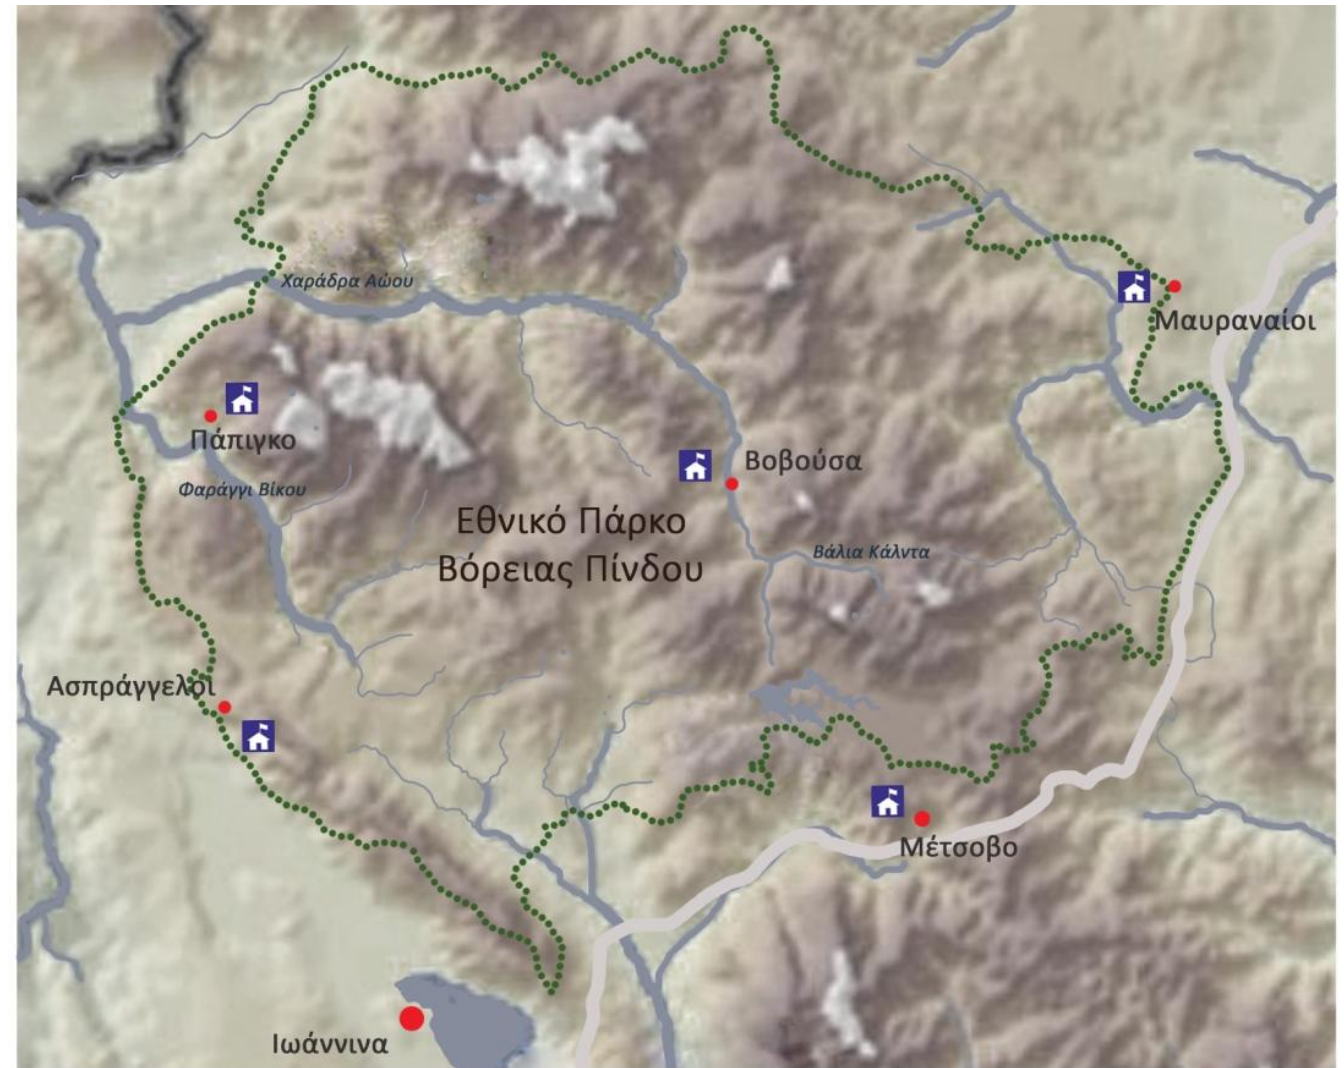 Χαράδρα Αώου
Μαυραναίοι
Πάπιγκο
Βοβούσα
Φαράγγι Βίκου
Εθνικό Πάρκο
Βόρειας Πίνδου
Βάλια Κάλντα
Ασπράγγελοι
Μέτσοβο
Ιωάννινα